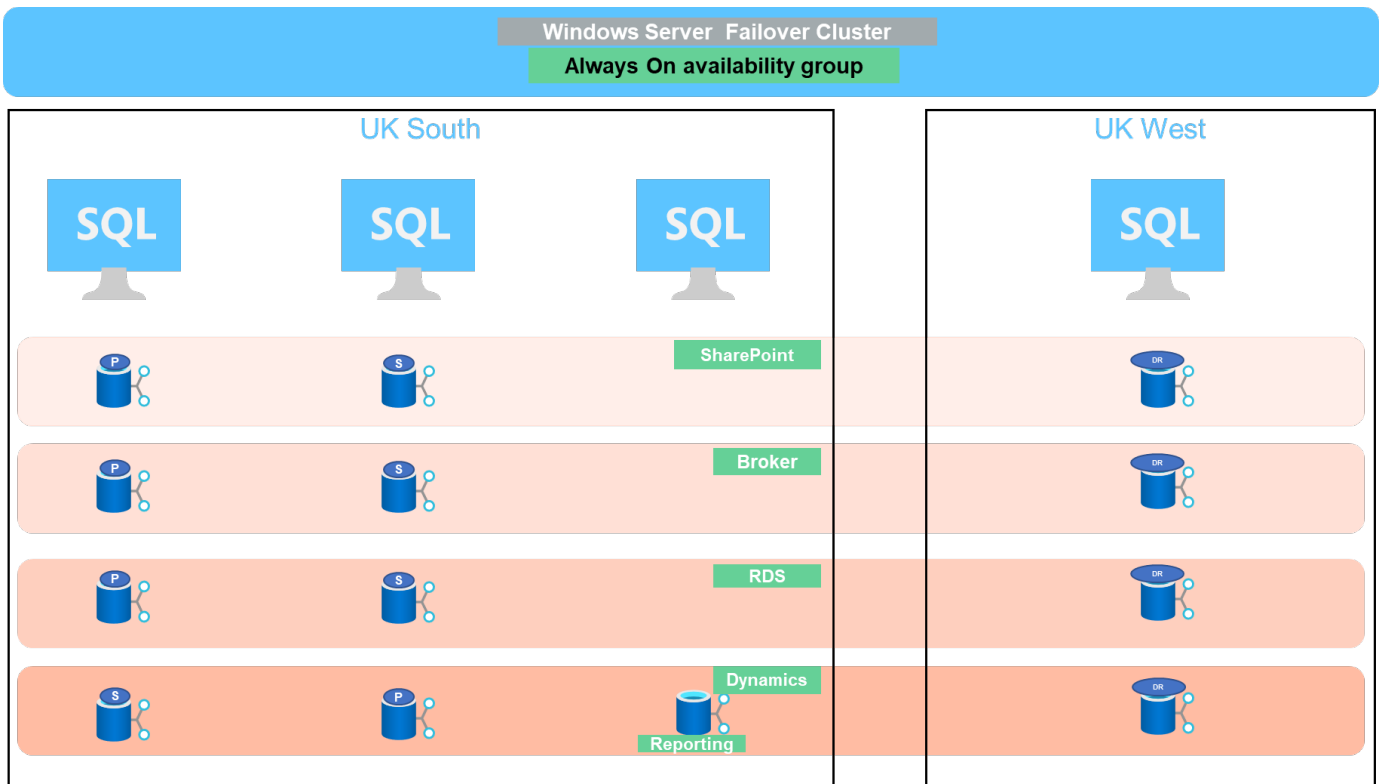 Windows Server Failover Cluster
Always On availability group
UK South
UK West
SQL
SQL
SQL
SQL
SharePoint
P
S
DR
Broker
P
S
DR
RDS
P
S
DR
Dynamics
S
P
DR
Reporting